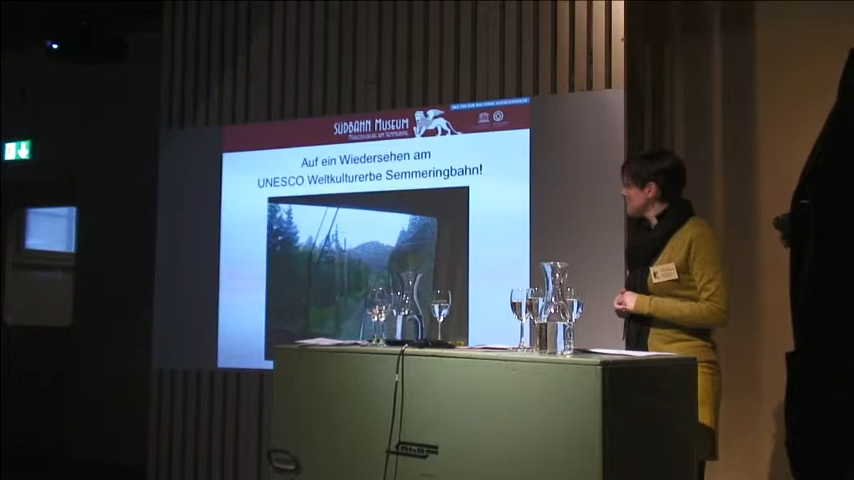 SÜDBAHN MUSEUM
Auf ein Wiedersehen am
UNESCO Weltkulturerbe Semmeringbahn!